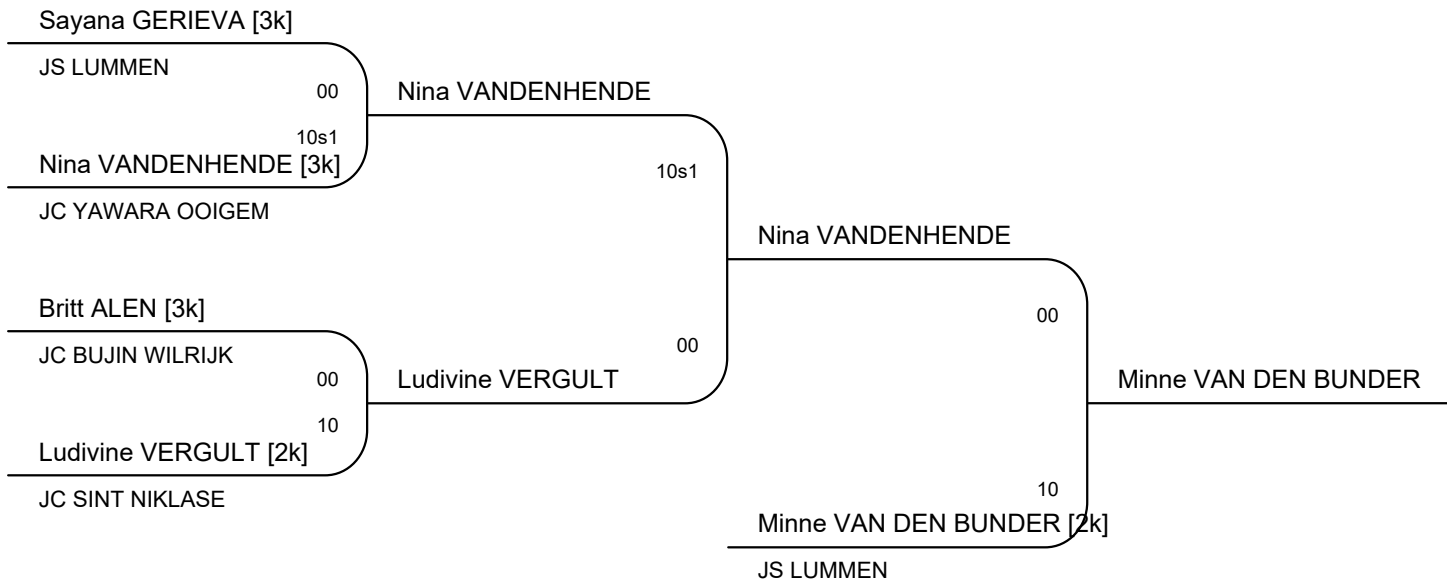 Sayana GERIEVA [3k]
JS LUMMEN
00
10s1
Nina VANDENHENDE [3k]
JC YAWARA OOIGEM
Britt ALEN [3k]
JC BUJIN WILRIJK
00
10
Ludivine VERGULT [2k]
JC SINT NIKLASE
Nina VANDENHENDE
10s1
00
Ludivine VERGULT
Nina VANDENHENDE
00
10
Minne VAN DEN BUNDER [2k]
JS LUMMEN
Minne VAN DEN BUNDER